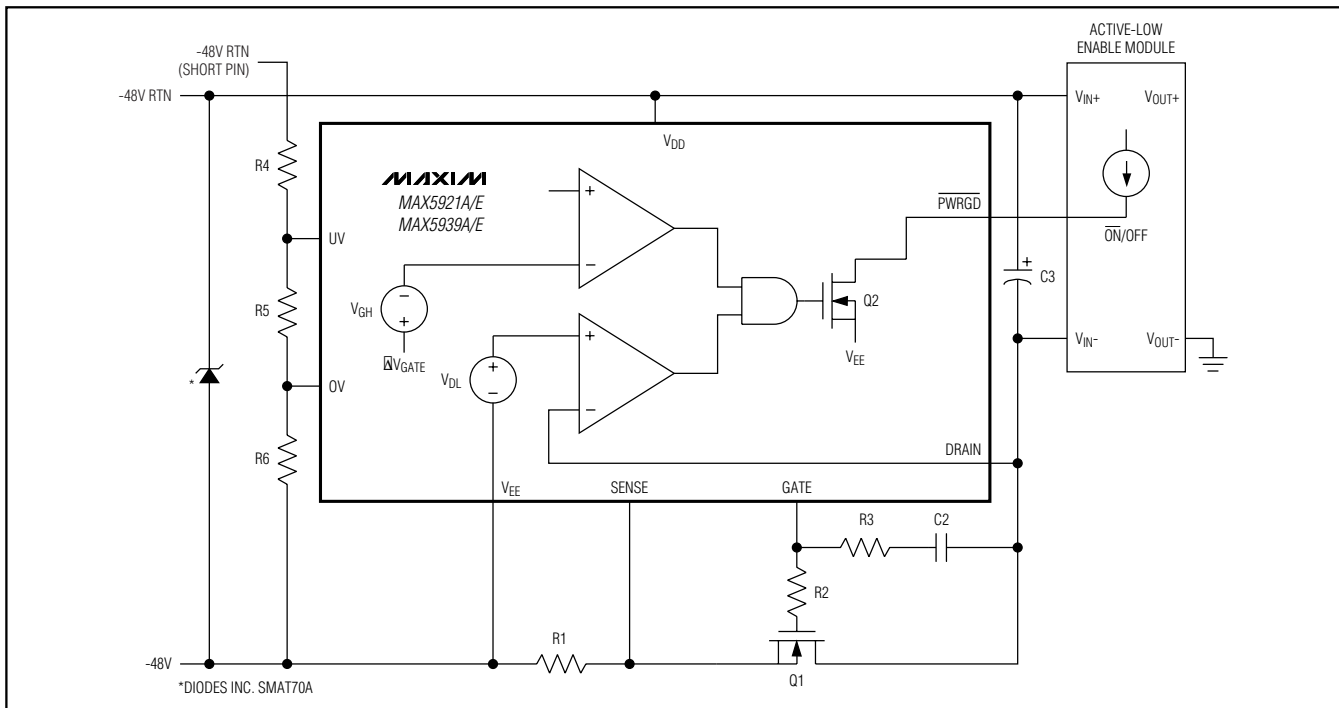 ACTIVE-LOW
ENABLE MODULE
-48V RTN
(SHORT PIN)
-48V RTN
VIN+
VOUT+
VDD
R4
MAXIM
MAX5921A/E
MAX5939A/E
+
−
PWRGD
ON/OFF
UV
+
C3
−
VGH
+
Q2
R5
VGATE
+
VEE
VIN-
VOUT-
VDL
+
−
−
*
OV
R6
DRAIN
VEE
SENSE
GATE
R3
C2
R2
R1
-48V
Q1
*DIODES INC. SMAT70A